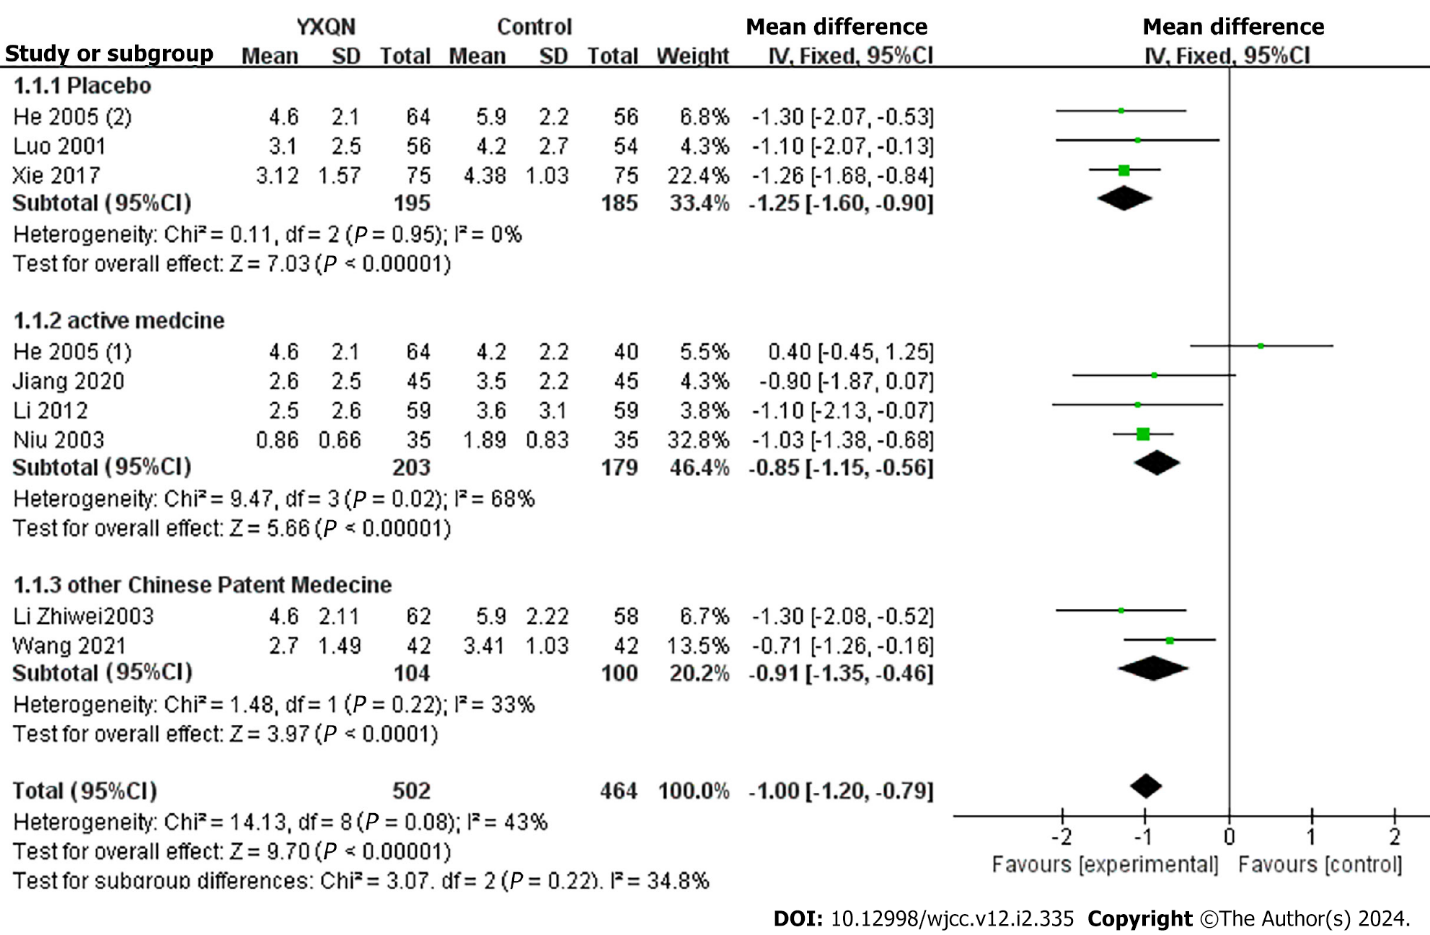 YXQN Control Mean difference Mean difference
Study or subgroup Mean SD Total Mean SD Total Weight IV, Fixed, 95%CI IV, Fixed, 95%CI
1.1.1 Placebo
He 2005 (2) 4.6 2.1 64 5.9 2.2 56 6.8% -1.30 [-2.07, -0.53]
Luo 2001 3.1 2.5 56 4.2 2.7 54 4.3% -1.10 [-2.07, -0.13]
Xie 2017 3.12 1.57 75 4.38 1.03 75 22.4% -1.26 [-1.68, -0.84]
Subtotal (95%CI) 195 185 33.4% -1.25 [-1.60, -0.90]
Heterogeneity: Chi² = 0.11, df = 2 (P = 0.95); I² = 0%
Test for overall effect: Z = 7.03 (P < 0.00001)
1.1.2 active medcine
He 2005 (1) 4.6 2.1 64 4.2 2.2 40 5.5% 0.40 [-0.45, 1.25]
Jiang 2020 2.6 2.5 45 3.5 2.2 45 4.3% -0.90 [-1.87, 0.07]
Li 2012 2.5 2.6 59 3.6 3.1 59 3.8% -1.10 [-2.13, -0.07]
Niu 2003 0.86 0.66 35 1.89 0.83 35 32.8% -1.03 [-1.38, -0.68]
Subtotal (95%CI) 203 179 46.4% -0.85 [-1.15, -0.56]
Heterogeneity: Chi² = 9.47, df = 3 (P = 0.02); I² = 68%
Test for overall effect: Z = 5.66 (P < 0.00001)
1.1.3 other Chinese Patent Medecine
Li Zhiwei2003 4.6 2.11 62 5.9 2.22 58 6.7% -1.30 [-2.08, -0.52]
Wang 2021 2.7 1.49 42 3.41 1.03 42 13.5% -0.71 [-1.26, -0.16]
Subtotal (95%CI) 104 100 20.2% -0.91 [-1.35, -0.46]
Heterogeneity: Chi² = 1.48, df = 1 (P = 0.22); I² = 33%
Test for overall effect: Z = 3.97 (P < 0.0001)
Total (95%CI) 502 464 100.0% -1.00 [-1.20, -0.79]
Heterogeneity: Chi² = 14.13, df = 8 (P = 0.08); I² = 43%
Test for overall effect: Z = 9.70 (P < 0.00001)
Test for subgroup differences: Chi² = 3.07. df = 2 (P = 0.22). I² = 34.8%
-2 -1 0 1 2
Favours [experimental] Favours [control]
DOI: 10.12998/wjcc.v12.i2.335 Copyright ©The Author(s) 2024.